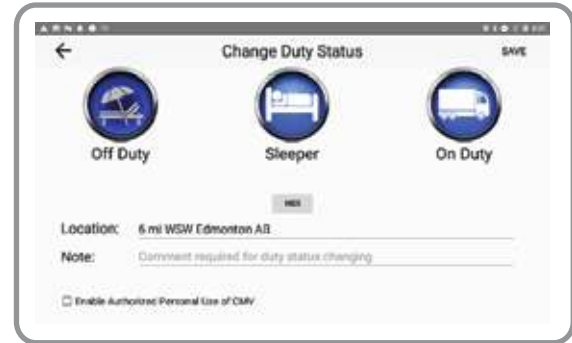 Change Duty Status
SAVE
Off Duty
Sleeper
On Duty
Location: 6 mi WSW Edmonton AB
Note: Comment required for duty status changing
Enable Authorized Personal Use of CMV